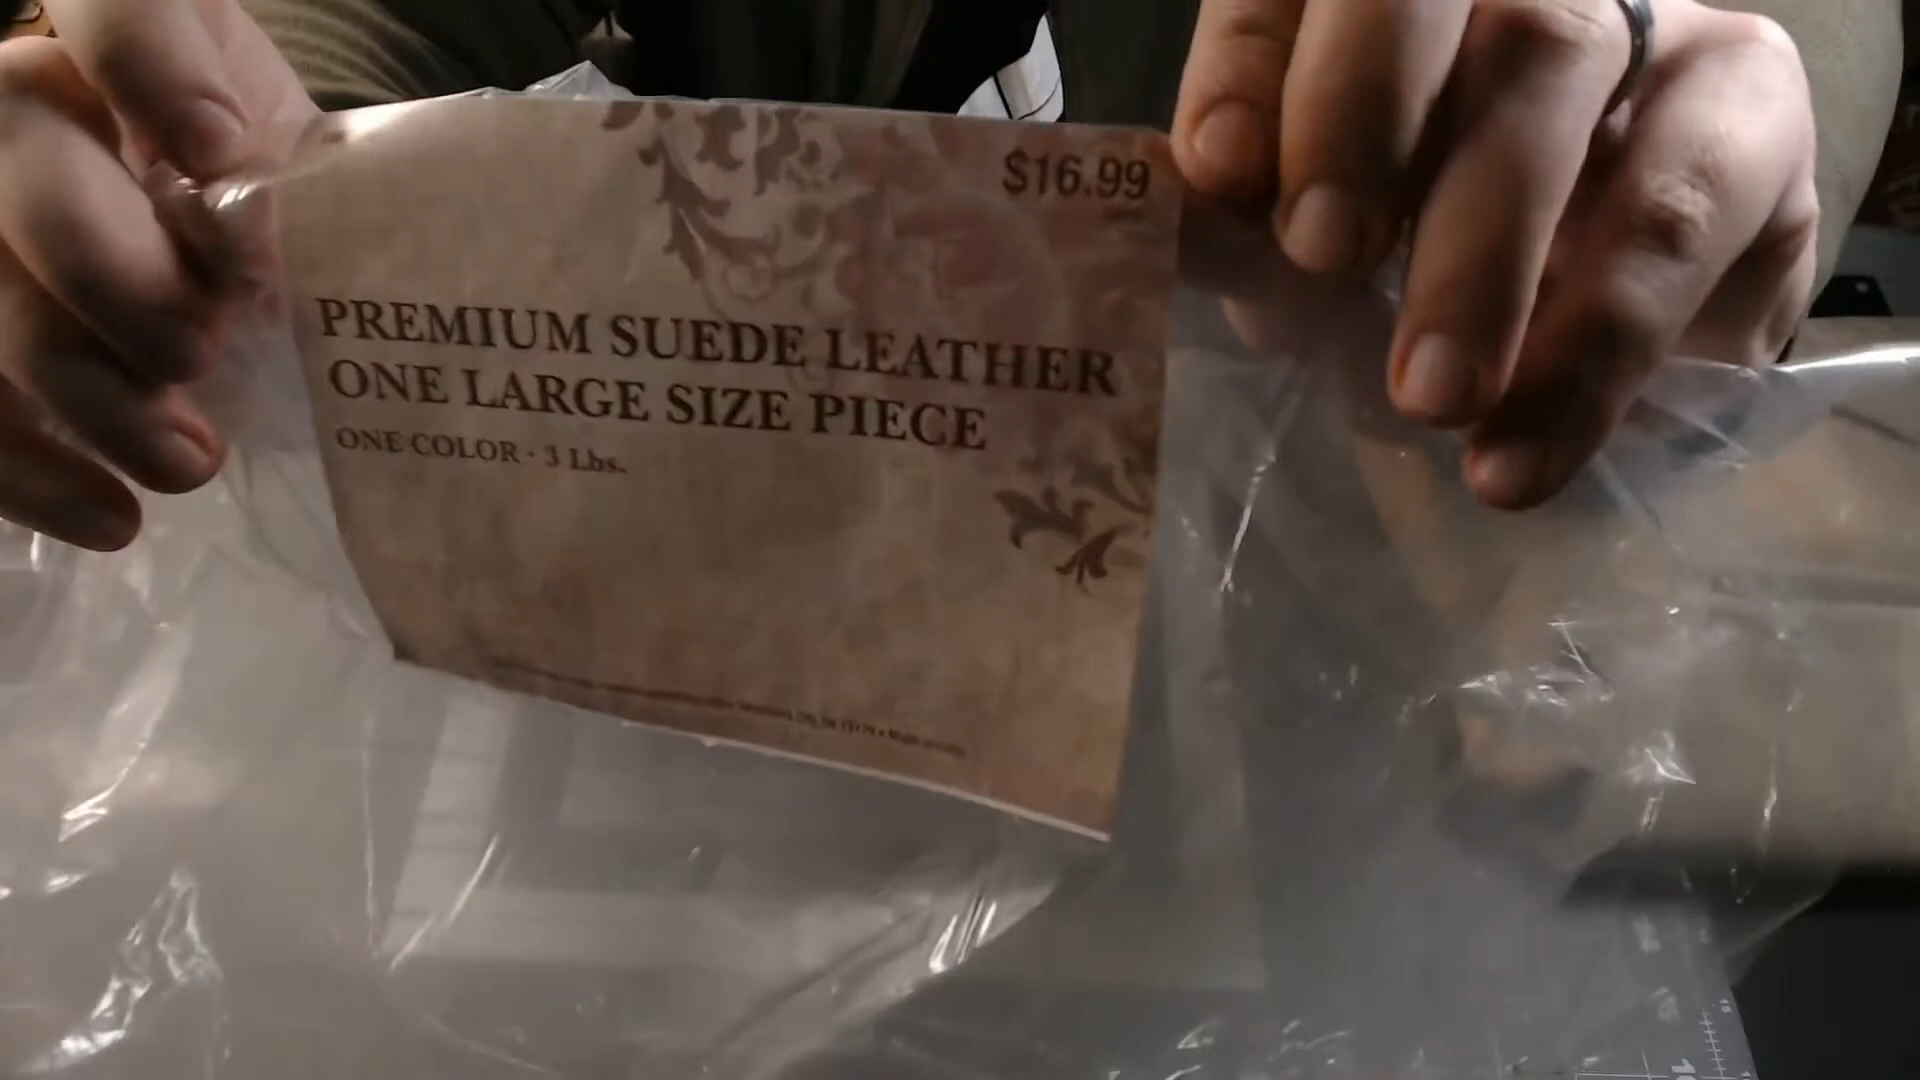 $16.99
PREMIUM SUEDE LEATHER
ONE LARGE SIZE PIECE
ONE COLOR · 3 Lbs.